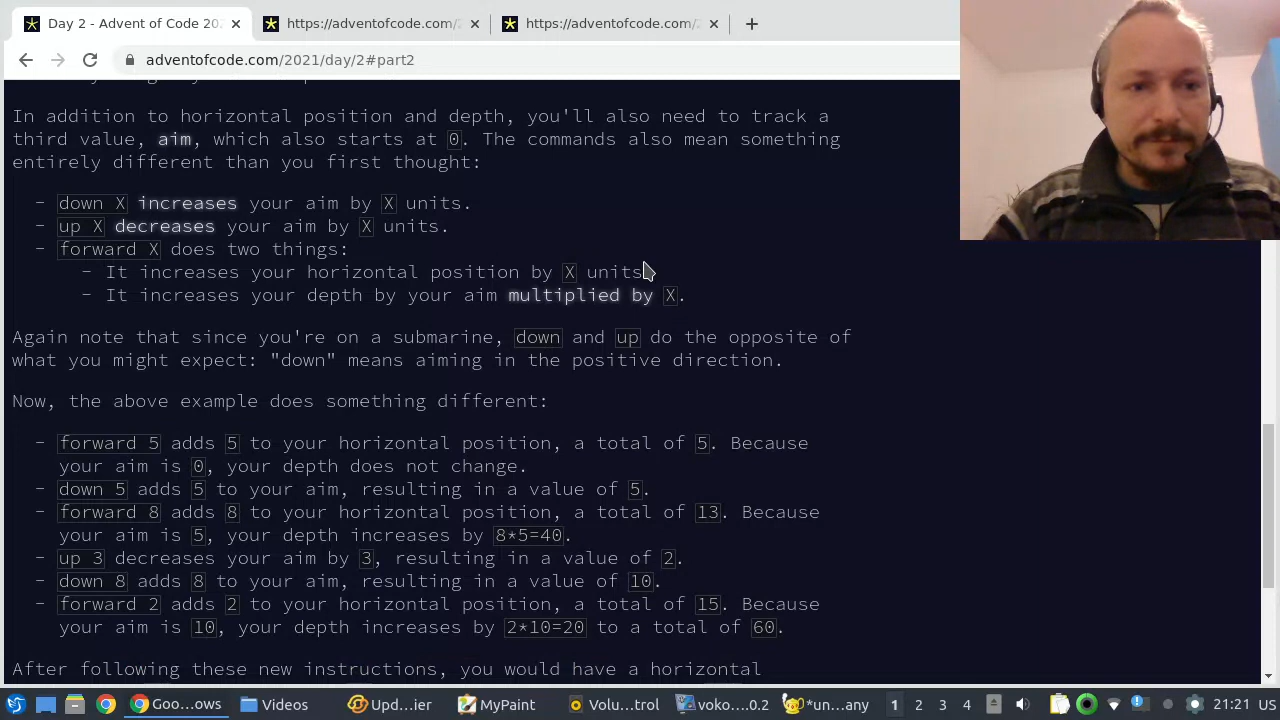 Day 2 - Advent of Code 202
https://adventofcode.com/2
https://adventofcode.com/2
adventofcode.com/2021/day/2#part2
In addition to horizontal position and depth, you'll also need to track a
third value, aim, which also starts at 0. The commands also mean something
entirely different than you first thought:
- down X increases your aim by X units.
- up X decreases your aim by X units.
- forward X does two things:
- It increases your horizontal position by X units
- It increases your depth by your aim multiplied by X.
Again note that since you're on a submarine, down and up do the opposite of
what you might expect: "down" means aiming in the positive direction.
Now, the above example does something different:
- forward 5 adds 5 to your horizontal position, a total of 5. Because
your aim is 0, your depth does not change.
- down 5 adds 5 to your aim, resulting in a value of 5.
- forward 8 adds 8 to your horizontal position, a total of 13. Because
your aim is 5, your depth increases by 8*5=40.
- up 3 decreases your aim by 3, resulting in a value of 2.
- down 8 adds 8 to your aim, resulting in a value of 10.
- forward 2 adds 2 to your horizontal position, a total of 15. Because
your aim is 10, your depth increases by 2*10=20 to a total of 60.
After following these new instructions, you would have a horizontal
Goo...ows Videos Upd...ier MyPaint Volu...trol voko....0.2 *un...any 1 2 3 4 21:21 US